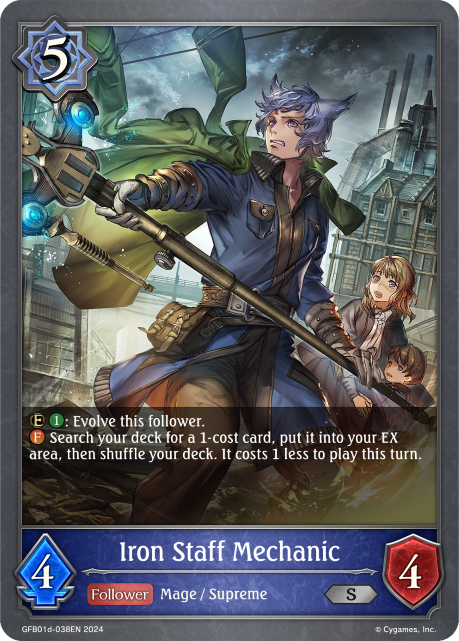 5
E 1 : Evolve this follower.
F Search your deck for a 1-cost card, put it into your EX
area, then shuffle your deck. It costs 1 less to play this turn.
Iron Staff Mechanic
4
Follower Mage / Supreme
S
4
GFB01d-038EN 2024
© Cygames, Inc.